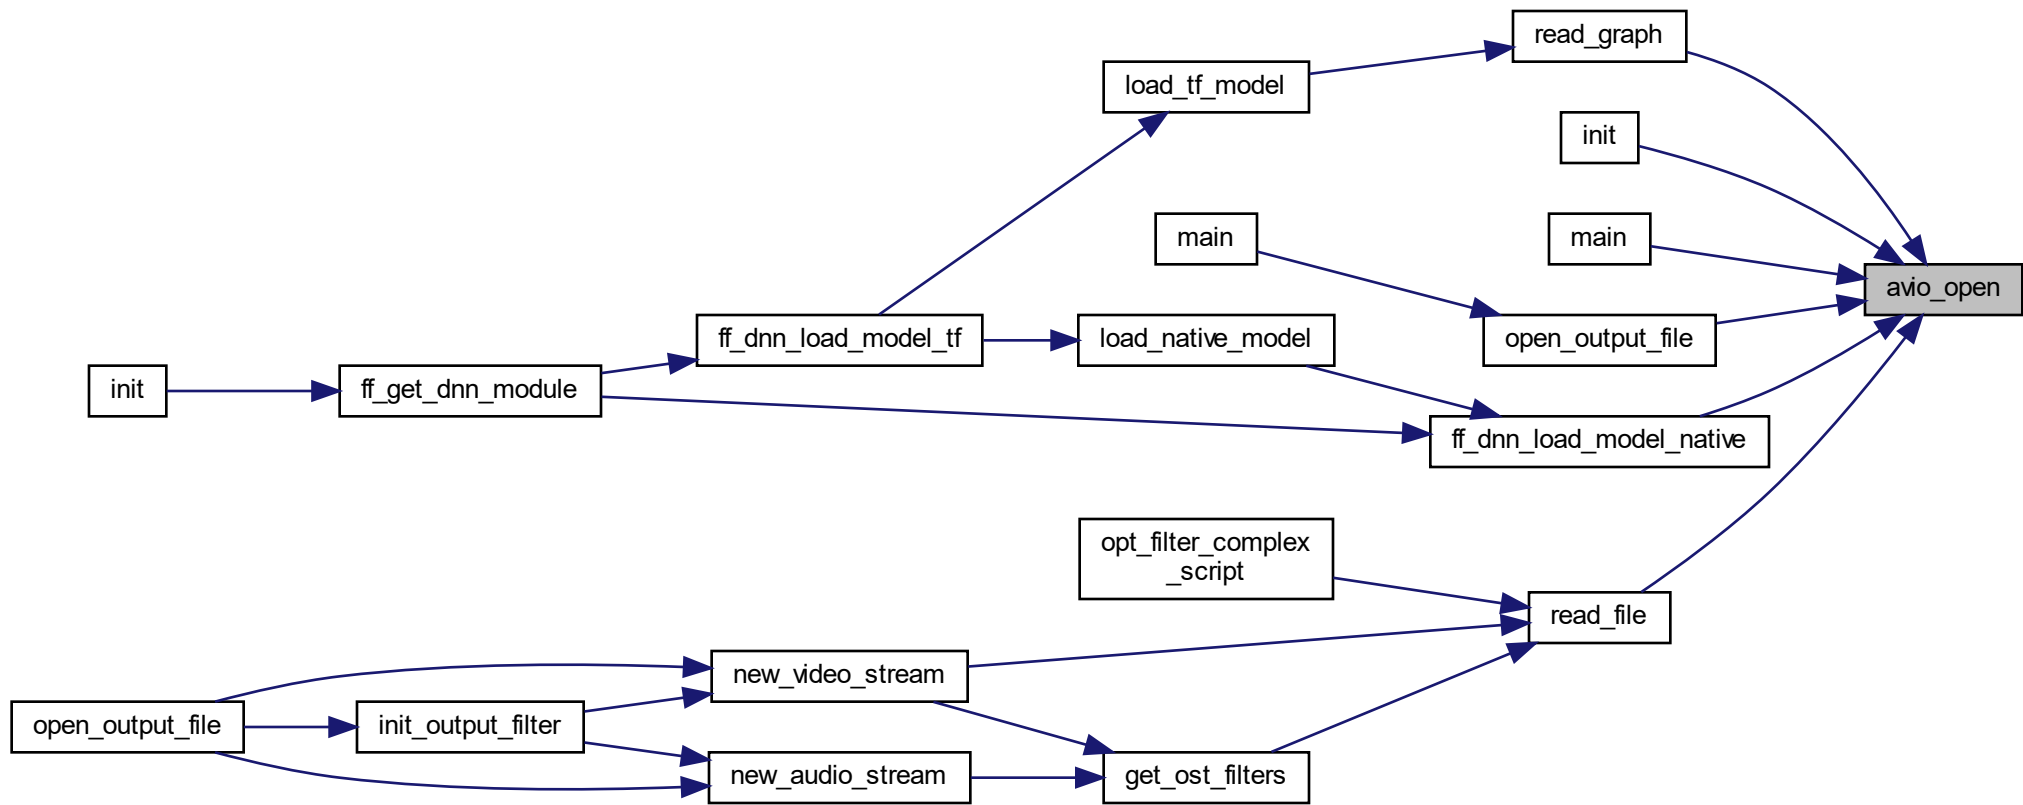 read_graph
load_tf_model
init
main
main
avio_open
open_output_file
load_native_model
ff_dnn_load_model_tf
ff_get_dnn_module
init
ff_dnn_load_model_native
opt_filter_complex
_script
read_file
new_video_stream
open_output_file
init_output_filter
new_audio_stream
get_ost_filters